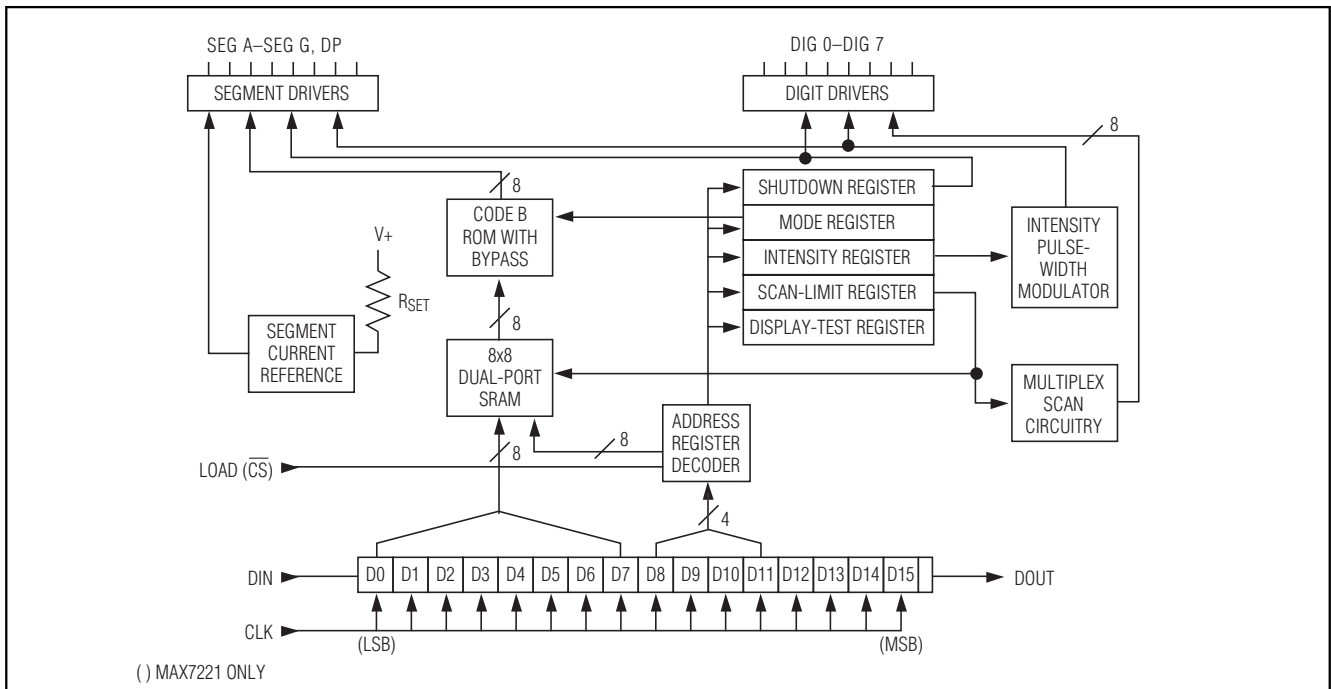 SEG A–SEG G, DP
DIG 0–DIG 7
SEGMENT DRIVERS
DIGIT DRIVERS
8
8
SHUTDOWN REGISTER
MODE REGISTER
INTENSITY REGISTER
SCAN-LIMIT REGISTER
DISPLAY-TEST REGISTER
CODE B
ROM WITH
BYPASS
INTENSITY
PULSE-
WIDTH
MODULATOR
V+
RSET
SEGMENT
CURRENT
REFERENCE
8
8x8
DUAL-PORT
SRAM
MULTIPLEX
SCAN
CIRCUITRY
ADDRESS
REGISTER
DECODER
8
8
LOAD (C̅S̅)
4
DIN
D0 D1 D2 D3 D4 D5 D6 D7 D8 D9 D10 D11 D12 D13 D14 D15
DOUT
CLK
(LSB)
(MSB)
( ) MAX7221 ONLY